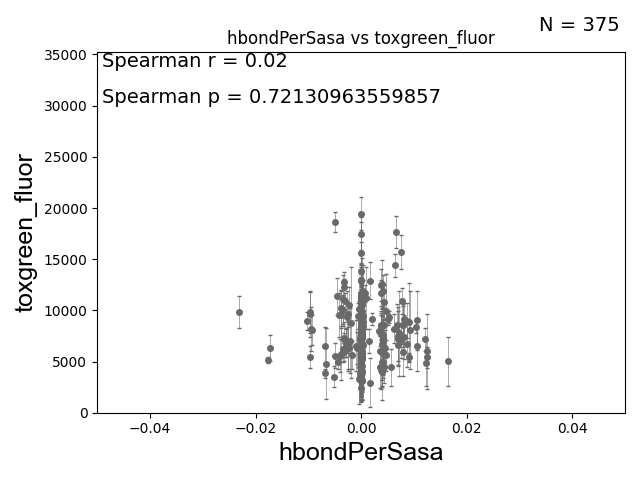 N = 375
hbondPerSasa vs toxgreen_fluor
Spearman r = 0.02
Spearman p = 0.72130963559857
toxgreen_fluor
35000
30000
25000
20000
15000
10000
5000
0
−0.04
−0.02
0.00
0.02
0.04
hbondPerSasa